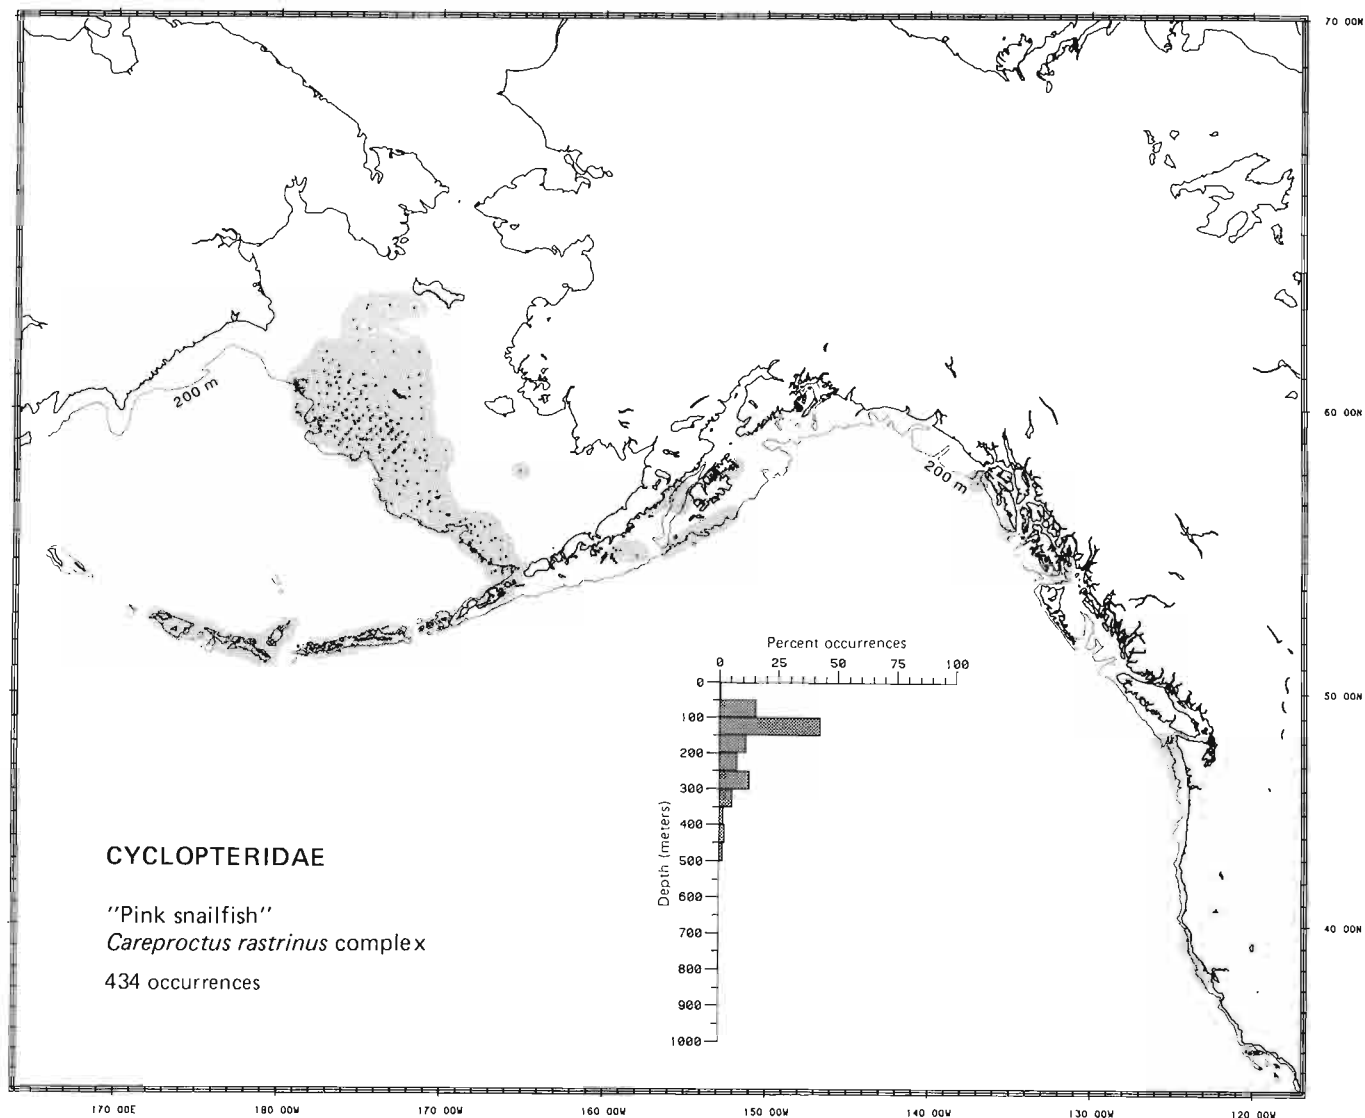 70 00N
200 m
60 00N
200 m
Percent occurrences
0 25 50 75 100
50 00N
0
100
200
300
400
500
600
700
800
900
1000
Depth (meters)
40 00N
CYCLOPTERIDAE
"Pink snailfish"
Careproctus rastrinus complex
434 occurrences
170 00E 180 00W 170 00W 160 00W 150 00W 140 00W 130 00W 120 00W